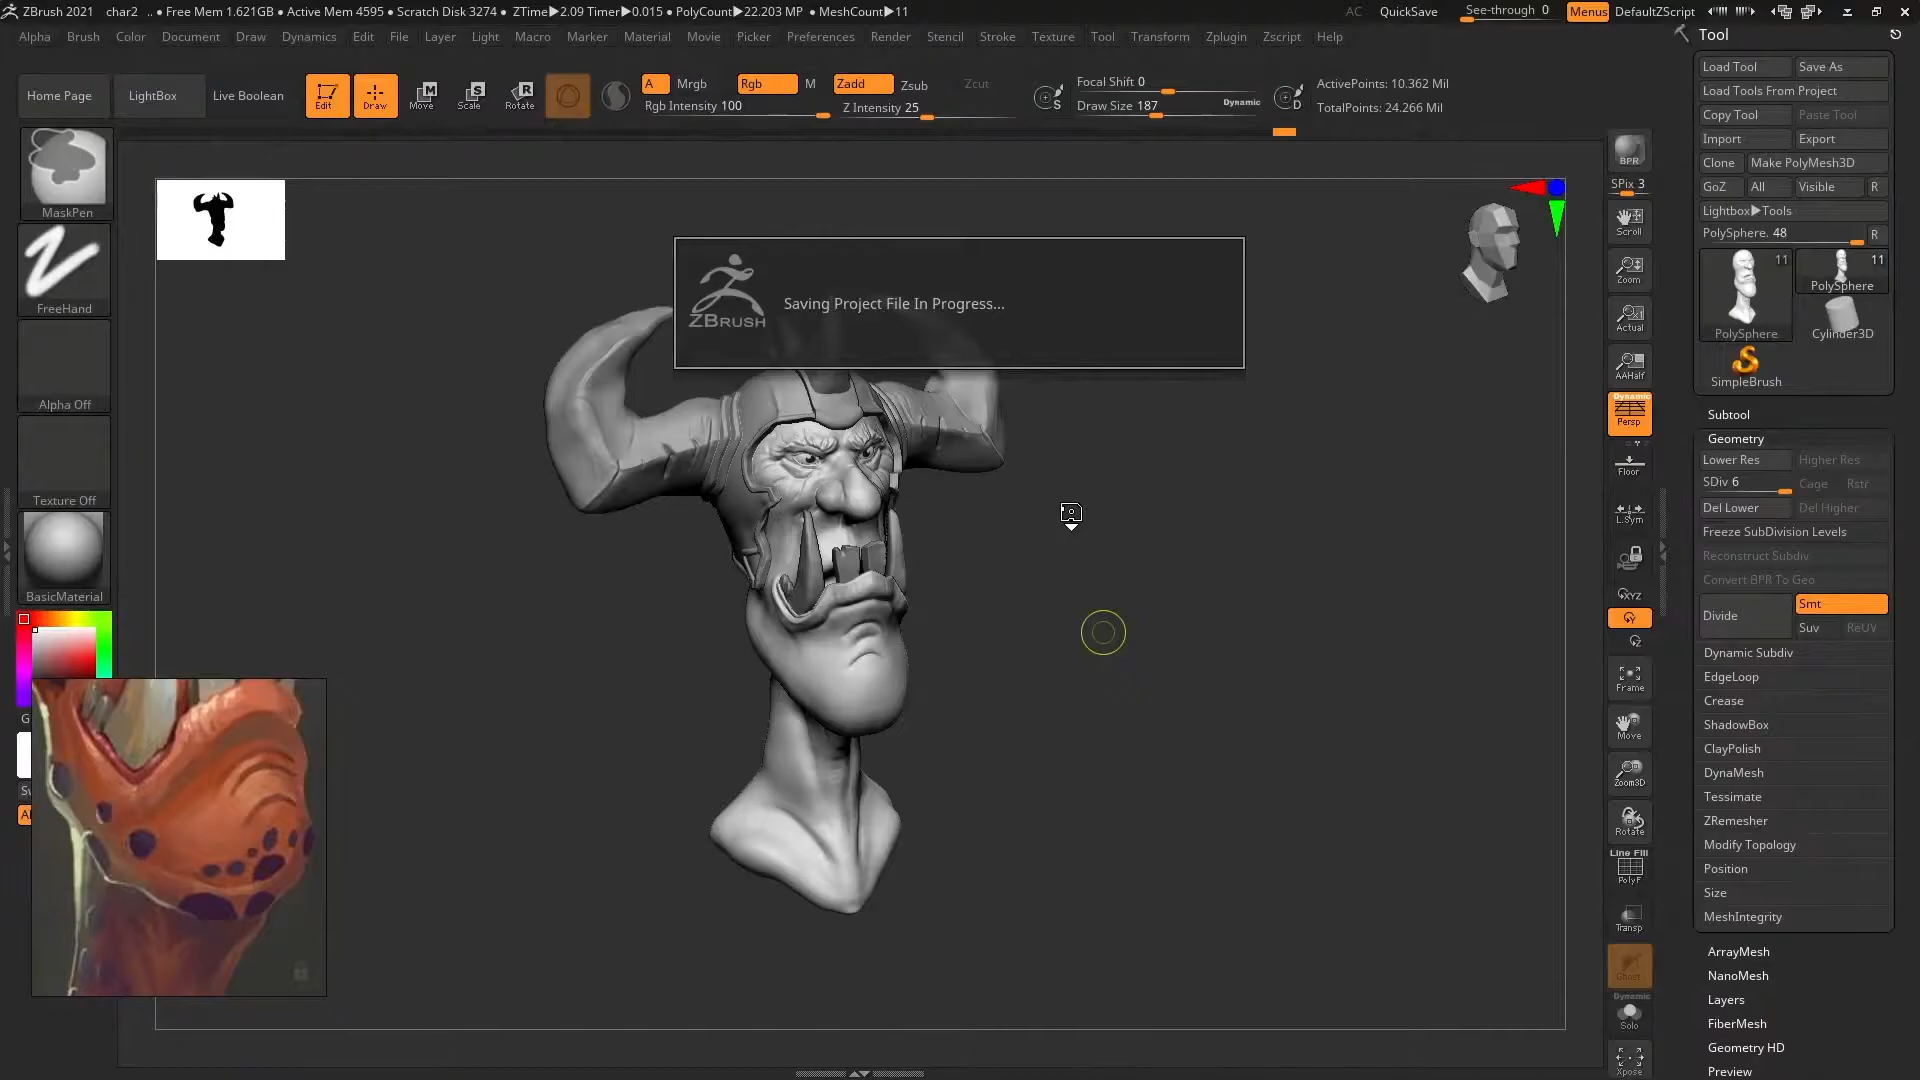 ZBrush 2021 char2 .. • Free Mem 1.621GB • Active Mem 4595 • Scratch Disk 3274 • ZTime▶2.09 Timer▶0.015 • PolyCount▶22.203 MP • MeshCount▶11 AC QuickSave See-through 0 Menus DefaultZScript
Alpha Brush Color Document Draw Dynamics Edit File Layer Light Macro Marker Material Movie Picker Preferences Render Stencil Stroke Texture Tool Transform Zplugin Zscript Help
Home Page LightBox Live Boolean
Edit Draw Move Scale Rotate
M S R
A Mrgb Rgb M Zadd Zsub Zcut
Rgb Intensity 100 Z Intensity 25
S Focal Shift 0
Draw Size 187 Dynamic D
ActivePoints: 10.362 Mil
TotalPoints: 24.266 Mil
MaskPen
FreeHand
Alpha Off
Texture Off
BasicMaterial
G
Sw
Al
ZBRUSH
Saving Project File In Progress...
BPR
SPix 3
Scroll
Zoom
Actual
AAHalf
Dynamic
Persp
Floor
L.Sym
XYZ
Y
Z
Frame
Move
Zoom3D
Rotate
Line Fill
PolyF
Transp
Ghost
Dynamic
Solo
Xpose
Tool
Load Tool Save As
Load Tools From Project
Copy Tool Paste Tool
Import Export
Clone Make PolyMesh3D
GoZ All Visible R
Lightbox▶Tools
PolySphere. 48 R
11 11
PolySphere
PolySphere Cylinder3D
SimpleBrush
Subtool
Geometry
Lower Res Higher Res
SDiv 6 Cage Rstr
Del Lower Del Higher
Freeze SubDivision Levels
Reconstruct Subdiv
Convert BPR To Geo
Divide Smt
Suv ReUV
Dynamic Subdiv
EdgeLoop
Crease
ShadowBox
ClayPolish
DynaMesh
Tessimate
ZRemesher
Modify Topology
Position
Size
MeshIntegrity
ArrayMesh
NanoMesh
Layers
FiberMesh
Geometry HD
Preview